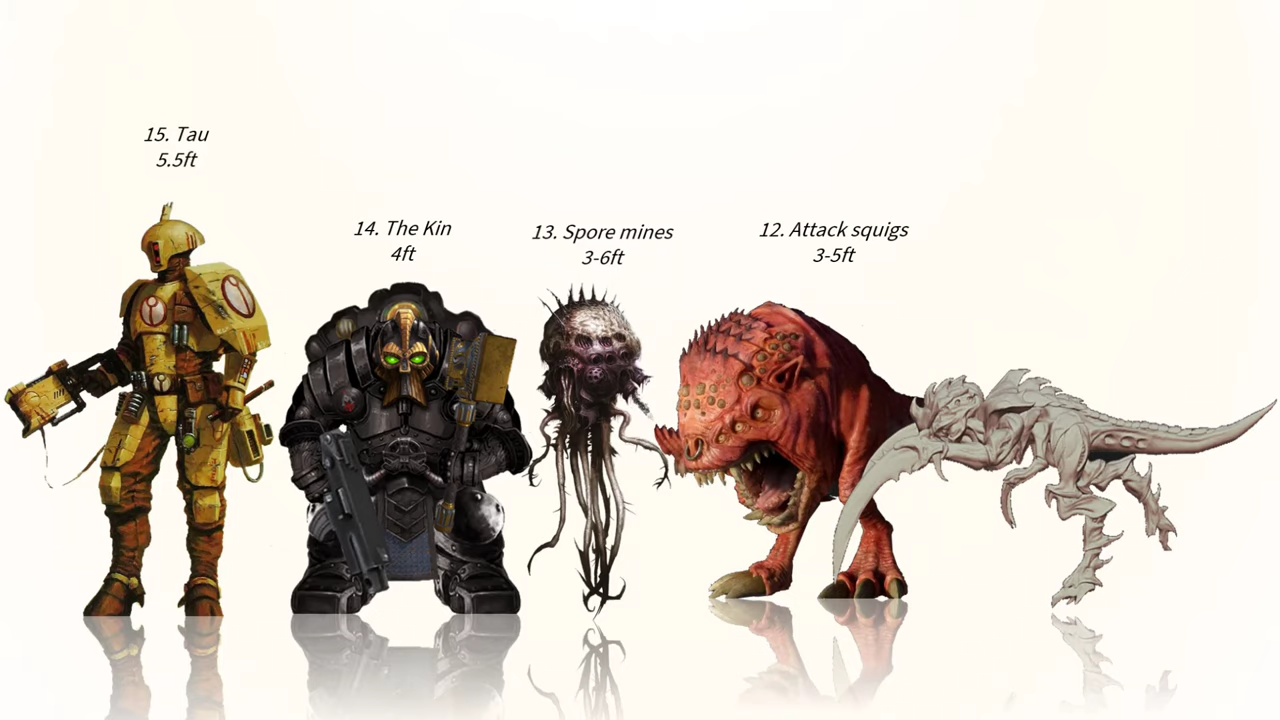 15. Tau
5.5ft
14. The Kin
4ft
13. Spore mines
3-6ft
12. Attack squigs
3-5ft